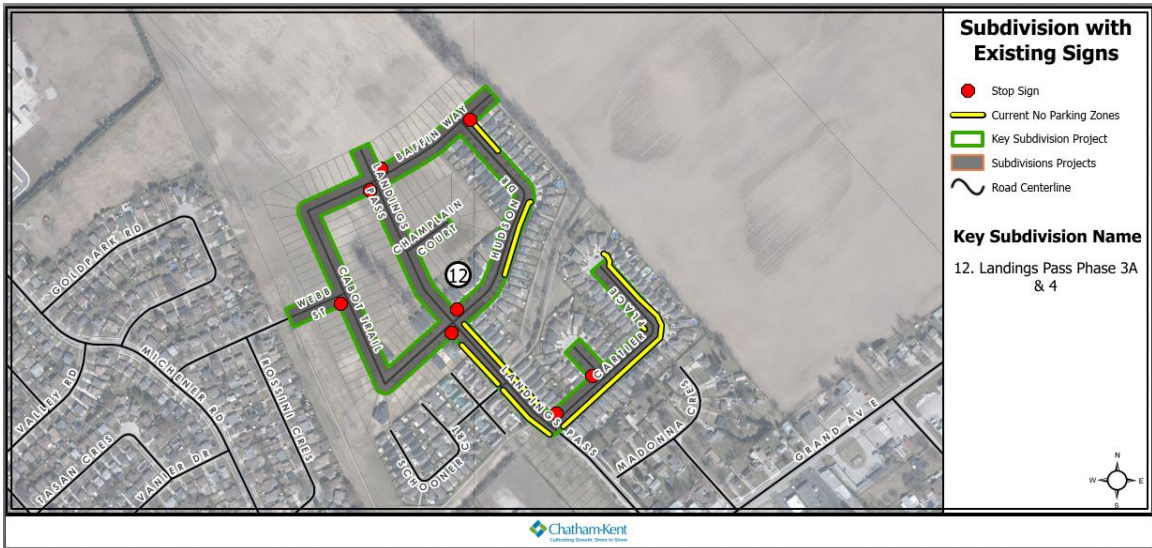 Subdivision with
Existing Signs
Stop Sign
Current No Parking Zones
Key Subdivision Project
Subdivisions Projects
Road Centerline
Key Subdivision Name
12. Landings Pass Phase 3A
& 4
BAFFIN WAY
LANDINGS
PASS
CHAMPLAIN
COURT
HUDSON DR
12
WEBB
ST
CABOT TRAIL
CARTIER
PLACE
LANDINGS PASS
GOLDPARK RD
MICHENER RD
ROSSINI CRES
VALLEY RD
TASAN CRES
VANIER DR
SCHOONER CRT
MADONNA CRES
GRAND AVE
N
W
E
S
Chatham-Kent
Cultivating Growth, Shore to Shore